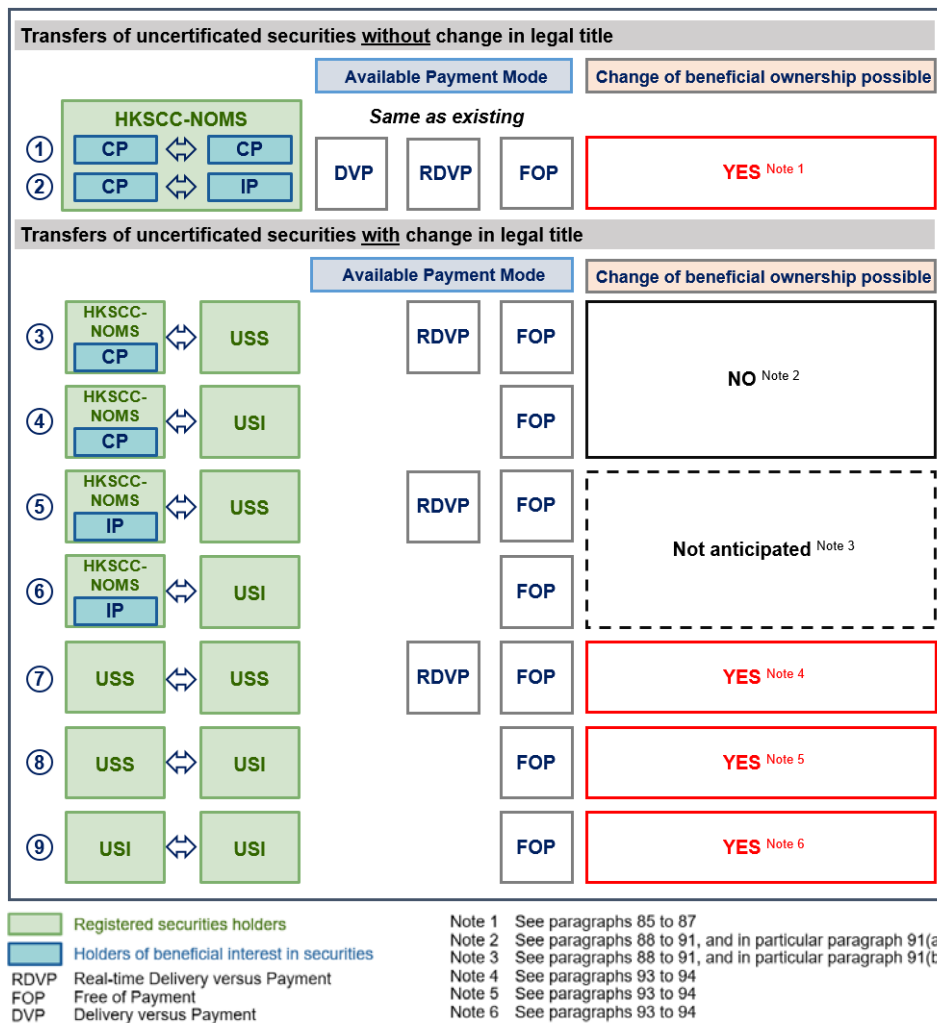 Transfers of uncertificated securities without change in legal title
Available Payment Mode
Change of beneficial ownership possible
HKSCC-NOMS
Same as existing
1 CP CP
2 CP IP
DVP RDVP FOP
YES Note 1
Transfers of uncertificated securities with change in legal title
Available Payment Mode
Change of beneficial ownership possible
3 HKSCC-NOMS CP USS RDVP FOP
NO Note 2
4 HKSCC-NOMS CP USI FOP
5 HKSCC-NOMS IP USS RDVP FOP
Not anticipated Note 3
6 HKSCC-NOMS IP USI FOP
7 USS USS RDVP FOP YES Note 4
8 USS USI FOP YES Note 5
9 USI USI FOP YES Note 6
Registered securities holders
Holders of beneficial interest in securities
RDVP Real-time Delivery versus Payment
FOP Free of Payment
DVP Delivery versus Payment
Note 1 See paragraphs 85 to 87
Note 2 See paragraphs 88 to 91, and in particular paragraph 91(a
Note 3 See paragraphs 88 to 91, and in particular paragraph 91(b
Note 4 See paragraphs 93 to 94
Note 5 See paragraphs 93 to 94
Note 6 See paragraphs 93 to 94